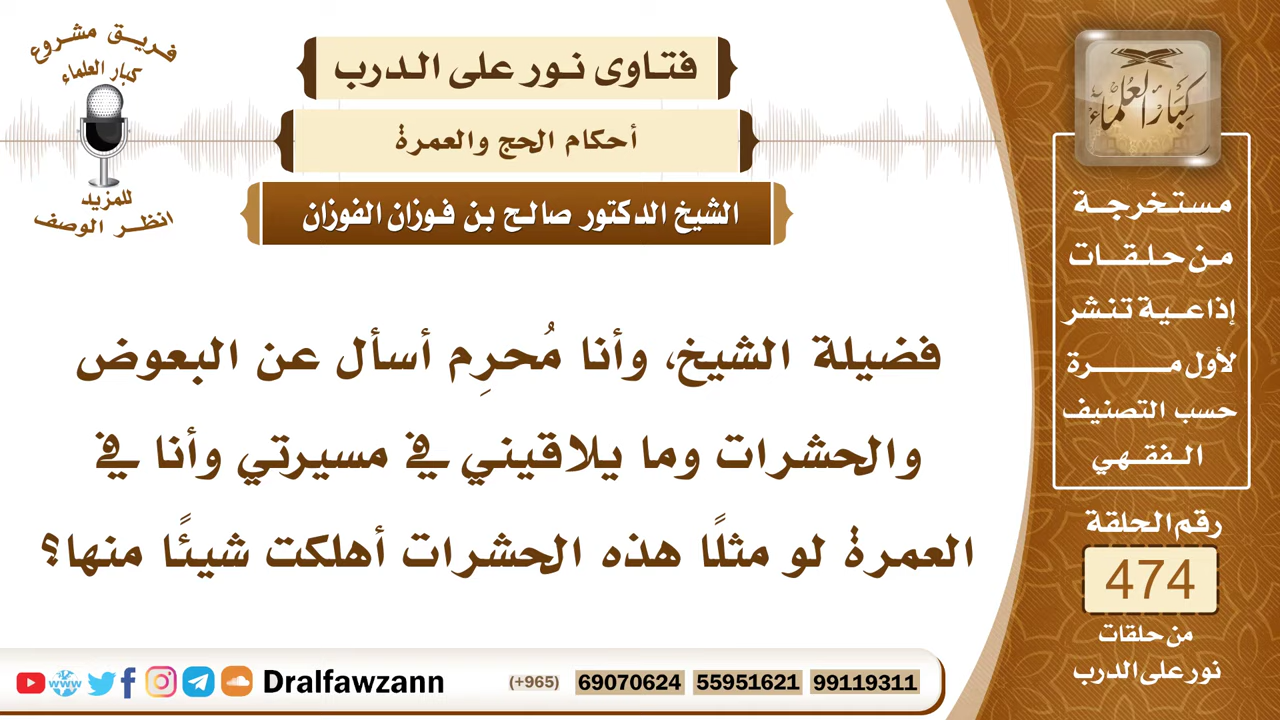 فريق مشروع
كبار العلماء
للمزيد
انظر الوصف
فتاوى نور على الدرب
أحكام الحج والعمرة
الشيخ الدكتور صالح بن فوزان الفوزان
فضيلة الشيخ، وأنا مُحرِم أسأل عن البعوض
والحشرات وما يلاقيني في مسيرتي وأنا في
العمرة لو مثلًا هذه الحشرات أهلكت شيئًا منها؟
كبار العلماء
مستخرجة
من حلقات
إذاعية تنشر
لأول مرة
حسب التصنيف
الفقهي
رقم الحلقة
474
من حلقات
نور على الدرب
www
Dralfawzann
(+965) 69070624 55951621 99119311